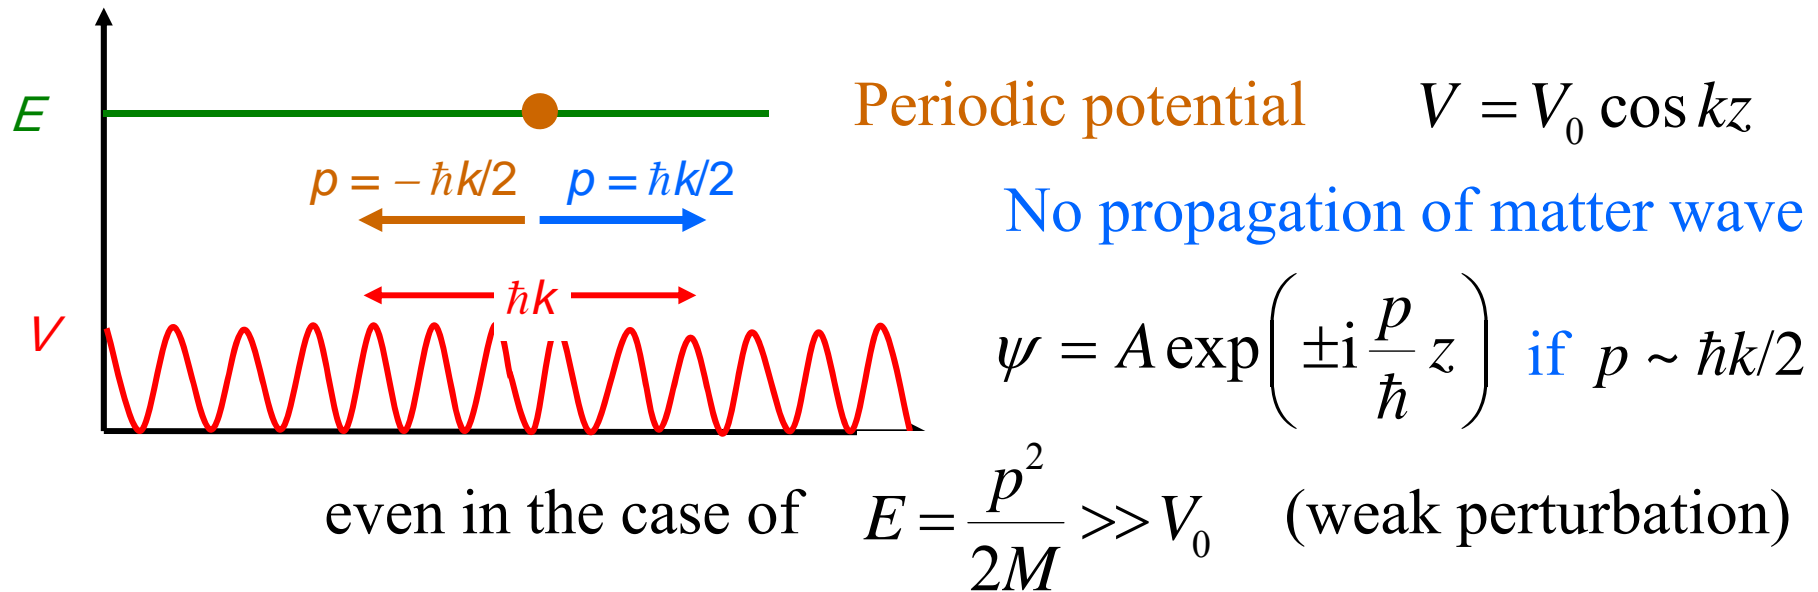 E
Periodic potential V = V₀ cos kz
p = – ħk/2 p = ħk/2
No propagation of matter wave
ħk
V
ψ = A exp(±i p/ħ z) if p ~ ħk/2
even in the case of E = p²/2M >> V₀ (weak perturbation)